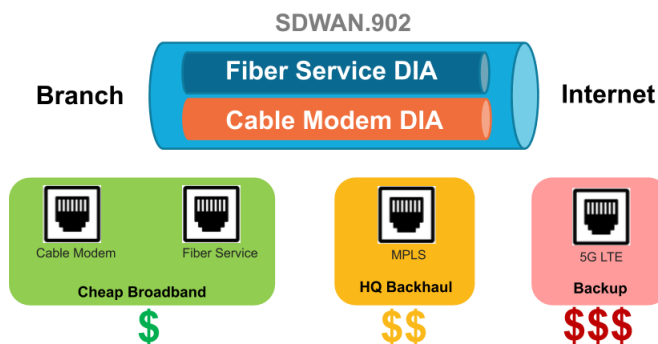 SDWAN.902
Branch
Fiber Service DIA
Cable Modem DIA
Internet
Cable Modem
Fiber Service
Cheap Broadband
$
MPLS
HQ Backhaul
$$
5G LTE
Backup
$$$